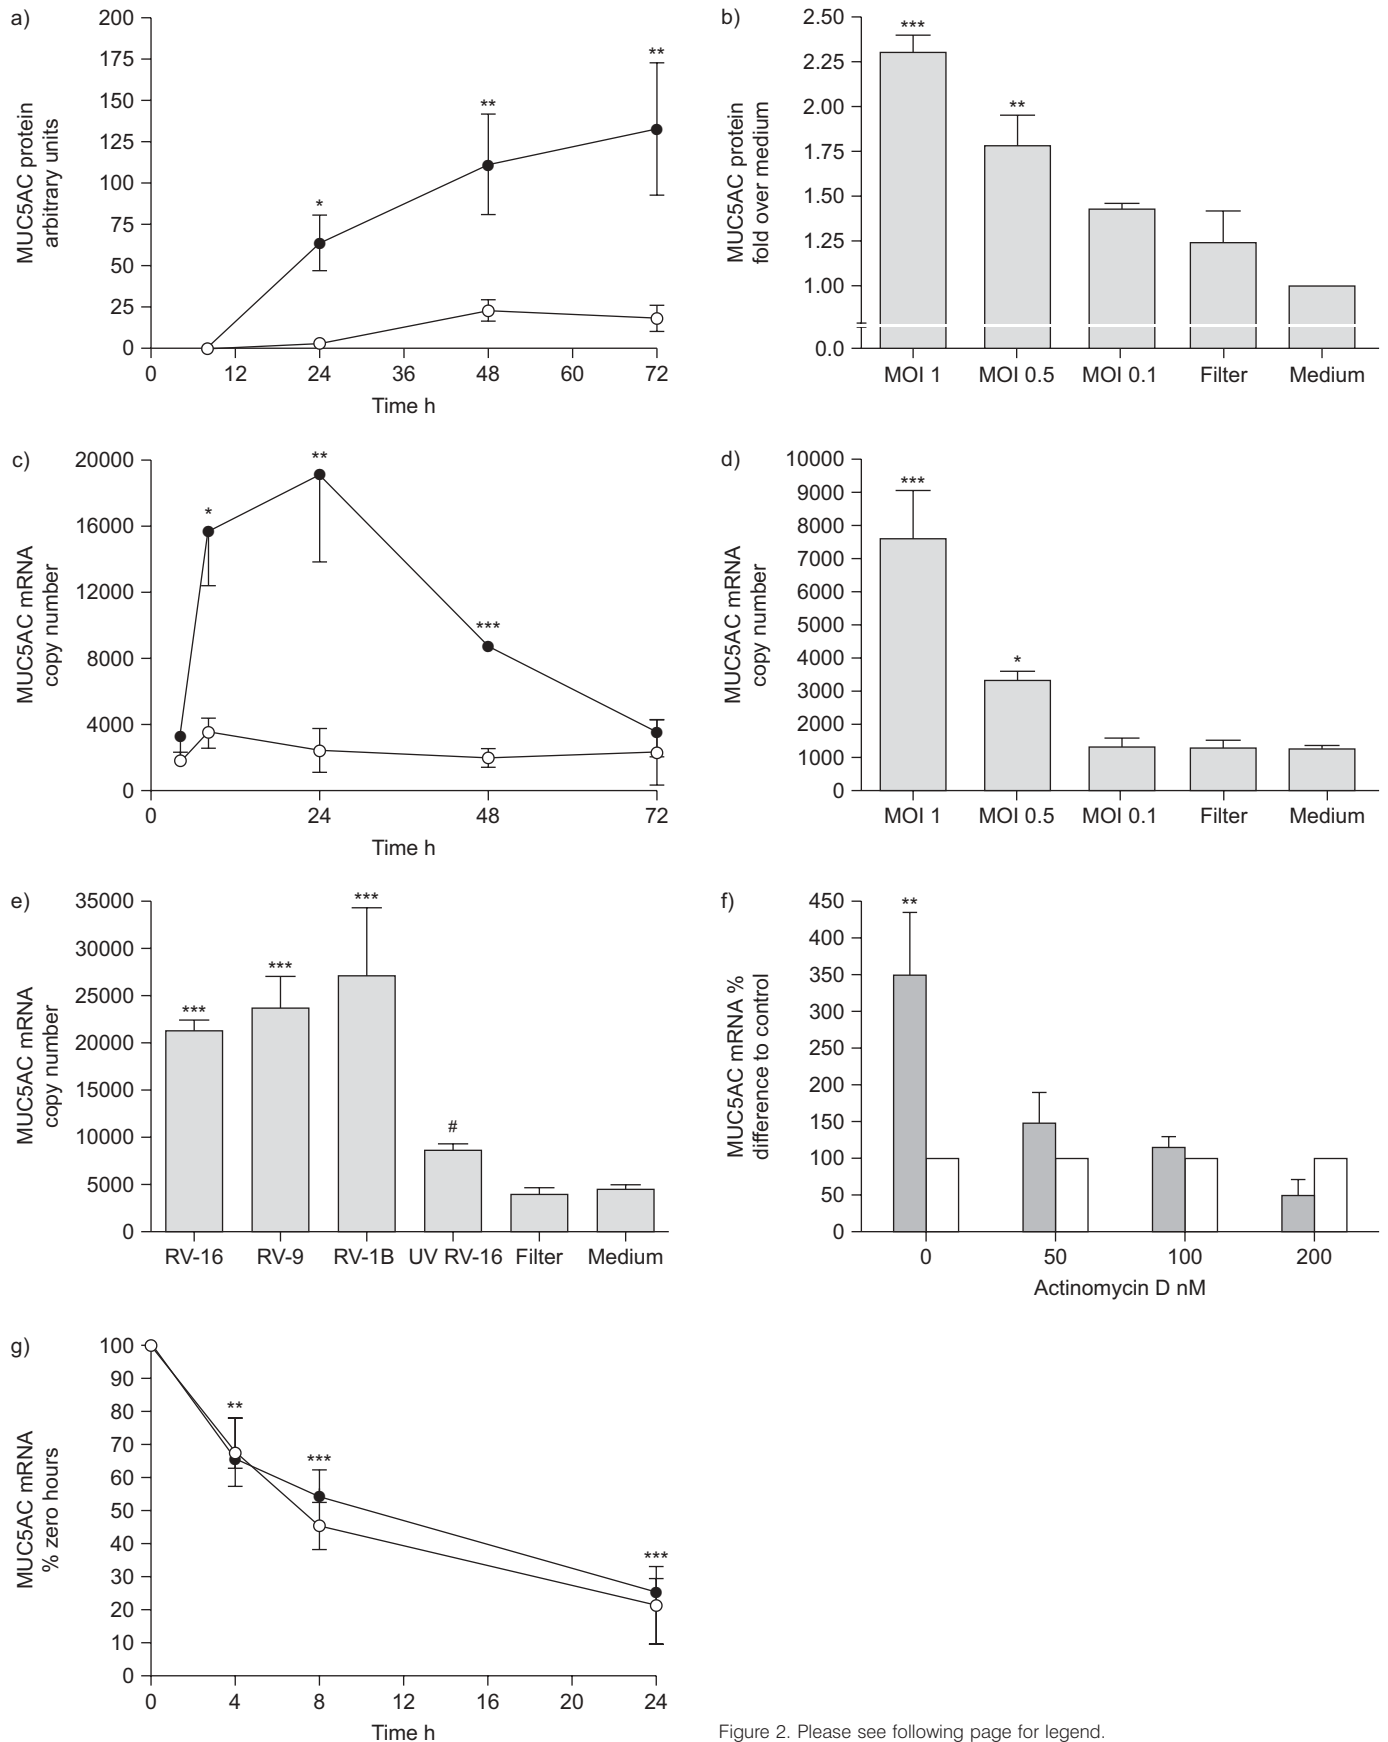 a)
MUC5AC protein
arbitrary units
200
175
150
125
100
75
50
25
0
*
**
**
0 12 24 36 48 60 72
Time h
b)
MUC5AC protein
fold over medium
2.50
2.25
2.00
1.75
1.50
1.25
1.00
0.0
***
**
MOI 1 MOI 0.5 MOI 0.1 Filter Medium
c)
MUC5AC mRNA
copy number
20000
16000
12000
8000
4000
0
*
**
***
0 24 48 72
Time h
d)
MUC5AC mRNA
copy number
10000
9000
8000
7000
6000
5000
4000
3000
2000
1000
0
***
*
MOI 1 MOI 0.5 MOI 0.1 Filter Medium
e)
MUC5AC mRNA
copy number
35000
30000
25000
20000
15000
10000
5000
0
***
***
***
#
RV-16 RV-9 RV-1B UV RV-16 Filter Medium
f)
MUC5AC mRNA %
difference to control
450
400
350
300
250
200
150
100
50
0
**
0 50 100 200
Actinomycin D nM
g)
MUC5AC mRNA
% zero hours
100
90
80
70
60
50
40
30
20
10
0
**
***
***
0 4 8 12 16 20 24
Time h
Figure 2. Please see following page for legend.